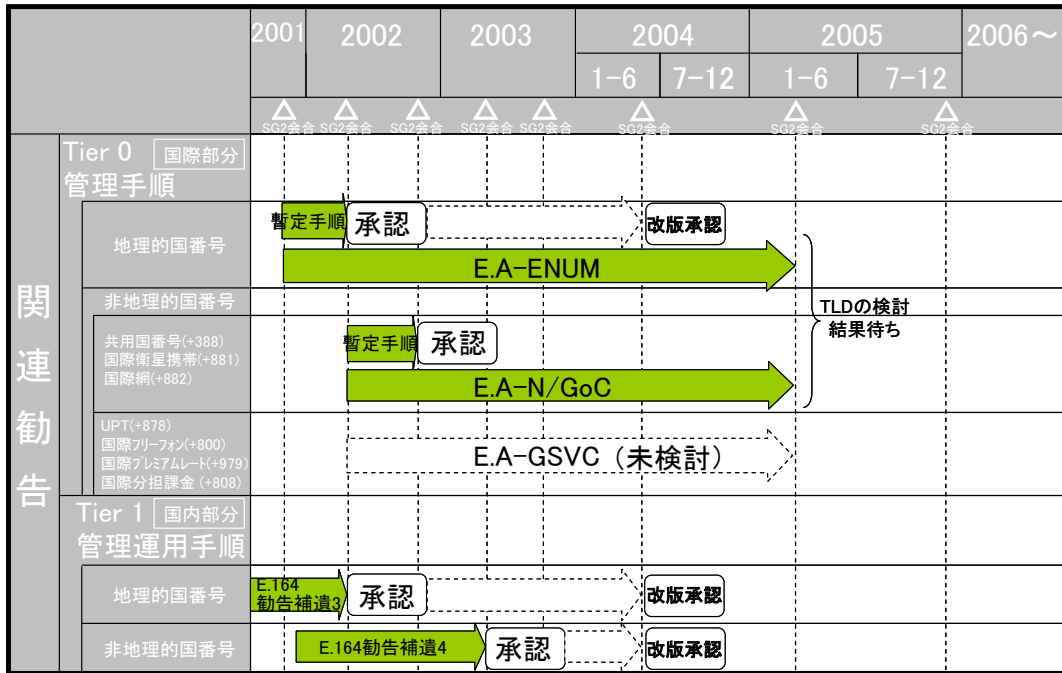 2001 2002 2003 2004 2005 2006～
1-6 7-12 1-6 7-12
SG2会合 SG2会合 SG2会合 SG2会合 SG2会合 SG2会合 SG2会合 SG2会合
関連勧告
Tier 0 国際部分
管理手順
地理的国番号
暫定手順 承認 改版承認
E.A-ENUM
非地理的国番号
TLDの検討
結果待ち
共用国番号(+388)
国際衛星携帯(+881)
国際網(+882)
暫定手順 承認
E.A-N/GoC
UPT(+878)
国際フリーフォン(+800)
国際プレミアムレート(+979)
国際分担課金(+808)
E.A-GSVC（未検討）
Tier 1 国内部分
管理運用手順
地理的国番号
E.164
勧告補遺3 承認 改版承認
非地理的国番号
E.164勧告補遺4 承認 改版承認